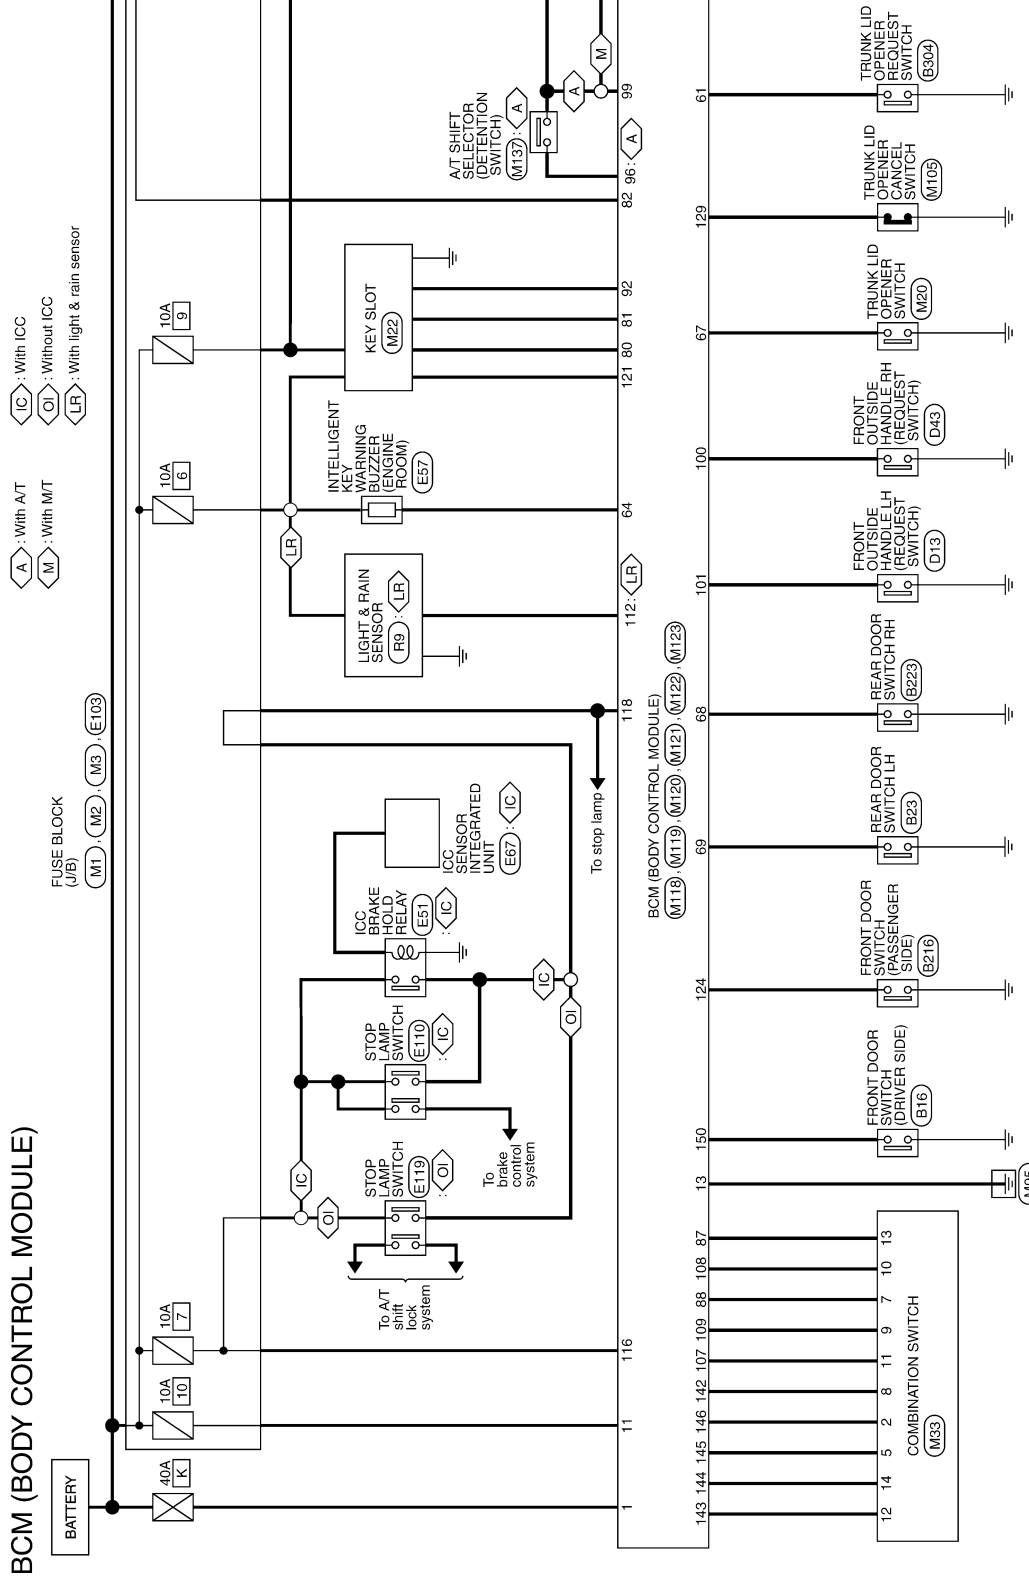 BCM (BODY CONTROL MODULE)
BATTERY
FUSE BLOCK
(J/B)
M1 , M2 , M3 , E103
A : With A/T
M : With M/T
IC : With ICC
OI : Without ICC
LR : With light & rain sensor
40A
K
10A
10
10A
7
10A
6
10A
9
To A/T
shift
lock
system
STOP
LAMP
SWITCH
E119
: OI
OI
IC
To
brake
control
system
STOP
LAMP
SWITCH
E110
: IC
ICC
BRAKE
HOLD
RELAY
E51
: IC
IC
OI
ICC
SENSOR
INTEGRATED
UNIT
E67 : IC
To stop lamp
LIGHT & RAIN
SENSOR
R9 : LR
LR
INTELLIGENT
KEY
WARNING
BUZZER
(ENGINE
ROOM)
E57
KEY SLOT
M22
A/T SHIFT
SELECTOR
(DETENTION
SWITCH)
M137 : A
A
M
1
11
116
118
112: LR
64
121
80
81
92
82
96: A
99
BCM (BODY CONTROL MODULE)
M118 , M119 , M120 , M121 , M122 , M123
143
144
145
146
142
107
109
88
108
87
13
150
124
69
68
101
100
67
129
61
12
14
5
2
8
11
9
7
10
13
COMBINATION SWITCH
M33
FRONT DOOR
SWITCH
(DRIVER SIDE)
B16
FRONT DOOR
SWITCH
(PASSENGER
SIDE)
B216
REAR DOOR
SWITCH LH
B23
REAR DOOR
SWITCH RH
B223
FRONT
OUTSIDE
HANDLE LH
(REQUEST
SWITCH)
D13
FRONT
OUTSIDE
HANDLE RH
(REQUEST
SWITCH)
D43
TRUNK LID
OPENER
SWITCH
M20
TRUNK LID
OPENER
CANCEL
SWITCH
M105
TRUNK LID
OPENER
REQUEST
SWITCH
B304